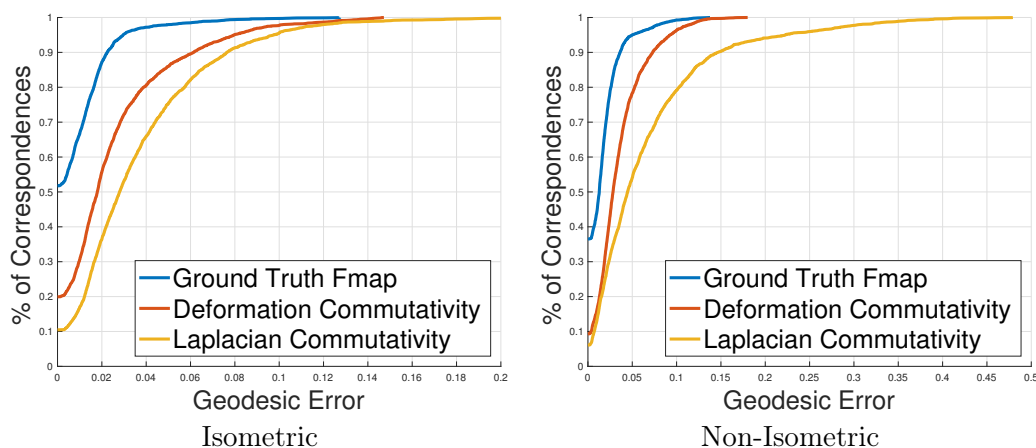 1
0.9
0.8
0.7
0.6
0.5
0.4
0.3
0.2
0.1
0
% of Correspondences
Ground Truth Fmap
Deformation Commutativity
Laplacian Commutativity
0 0.02 0.04 0.06 0.08 0.1 0.12 0.14 0.16 0.18 0.2
Geodesic Error
Isometric
1
0.9
0.8
0.7
0.6
0.5
0.4
0.3
0.2
0.1
0
% of Correspondences
Ground Truth Fmap
Deformation Commutativity
Laplacian Commutativity
0 0.05 0.1 0.15 0.2 0.25 0.3 0.35 0.4 0.45 0.5
Geodesic Error
Non-Isometric